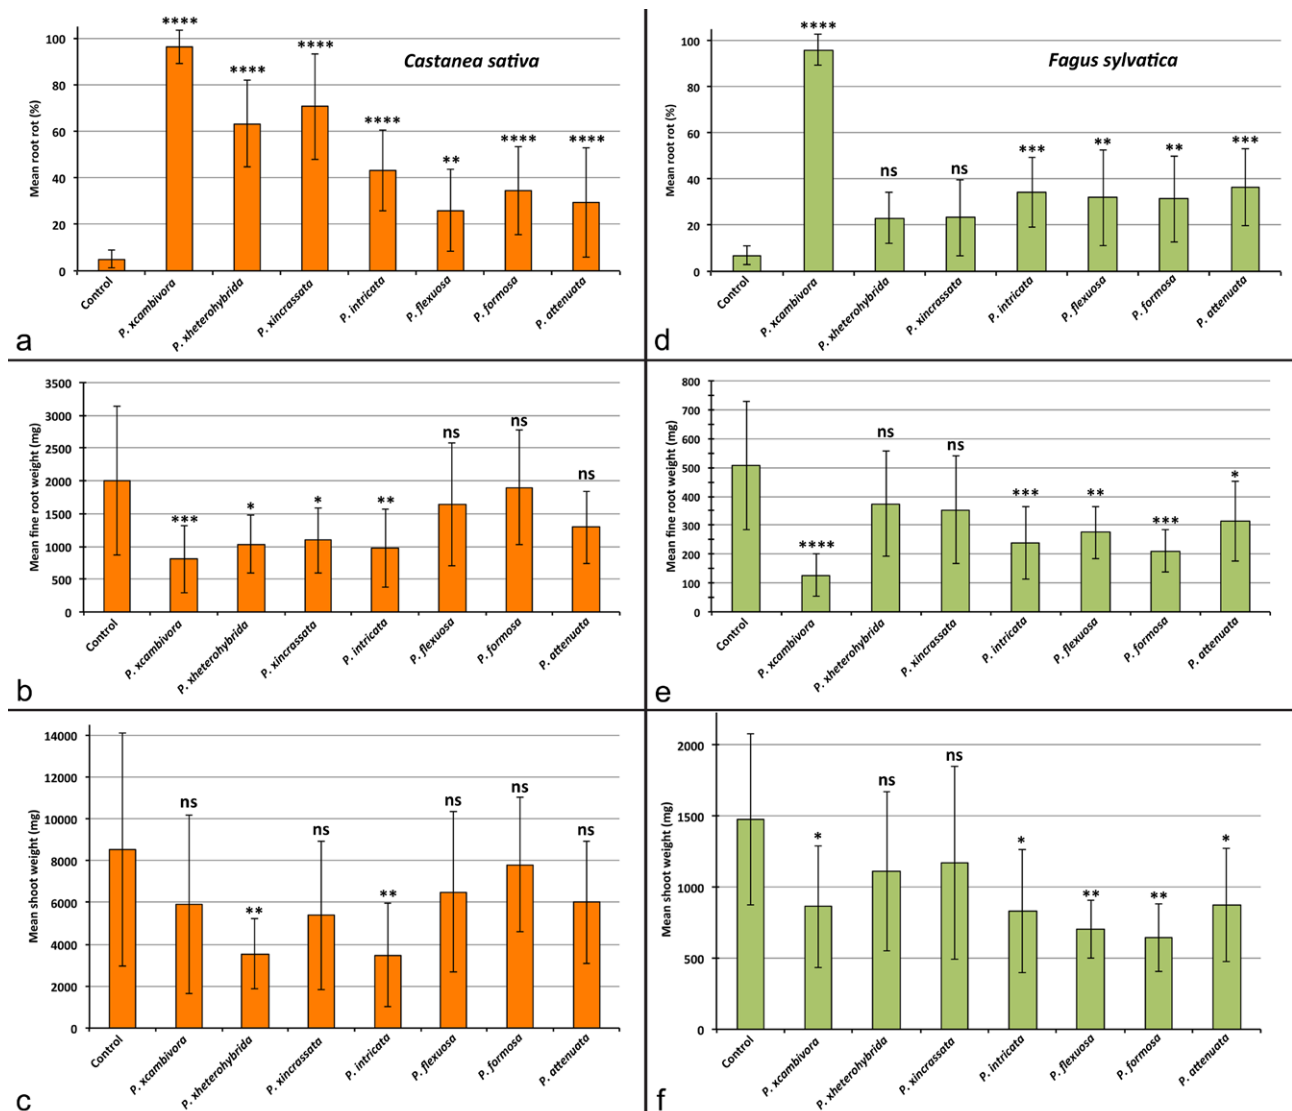 Castanea sativa
Mean root rot (%)
100
80
60
40
20
0
****
****
****
****
**
****
****
Control
P. xcambivora
P. xheterohybrida
P. xincrassata
P. intricata
P. flexuosa
P. formosa
P. attenuata
a
Fagus sylvatica
Mean root rot (%)
100
80
60
40
20
0
****
ns
ns
***
**
**
***
Control
P. xcambivora
P. xheterohybrida
P. xincrassata
P. intricata
P. flexuosa
P. formosa
P. attenuata
d
Mean fine root weight (mg)
3500
3000
2500
2000
1500
1000
500
0
***
*
*
**
ns
ns
ns
Control
P. xcambivora
P. xheterohybrida
P. xincrassata
P. intricata
P. flexuosa
P. formosa
P. attenuata
b
Mean fine root weight (mg)
800
700
600
500
400
300
200
100
0
****
ns
ns
***
**
***
*
Control
P. xcambivora
P. xheterohybrida
P. xincrassata
P. intricata
P. flexuosa
P. formosa
P. attenuata
e
Mean shoot weight (mg)
14000
12000
10000
8000
6000
4000
2000
0
ns
**
ns
**
ns
ns
ns
Control
P. xcambivora
P. xheterohybrida
P. xincrassata
P. intricata
P. flexuosa
P. formosa
P. attenuata
c
Mean shoot weight (mg)
2000
1500
1000
500
0
*
ns
ns
*
**
**
*
Control
P. xcambivora
P. xheterohybrida
P. xincrassata
P. intricata
P. flexuosa
P. formosa
P. attenuata
f